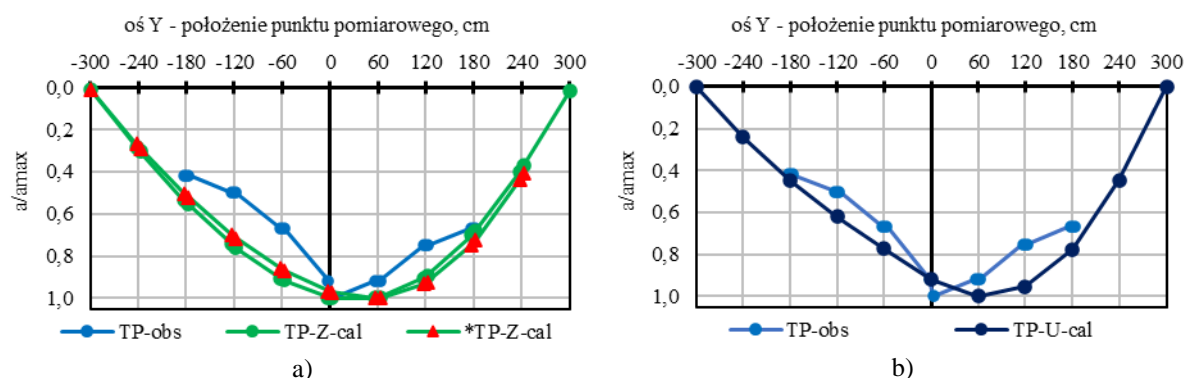 oś Y - położenie punktu pomiarowego, cm
-300 -240 -180 -120 -60 0 60 120 180 240 300
0,0
0,2
0,4
0,6
0,8
1,0
a/amax
TP-obs TP-Z-cal *TP-Z-cal
a)
oś Y - położenie punktu pomiarowego, cm
-300 -240 -180 -120 -60 0 60 120 180 240 300
0,0
0,2
0,4
0,6
0,8
1,0
a/amax
TP-obs TP-U-cal
b)